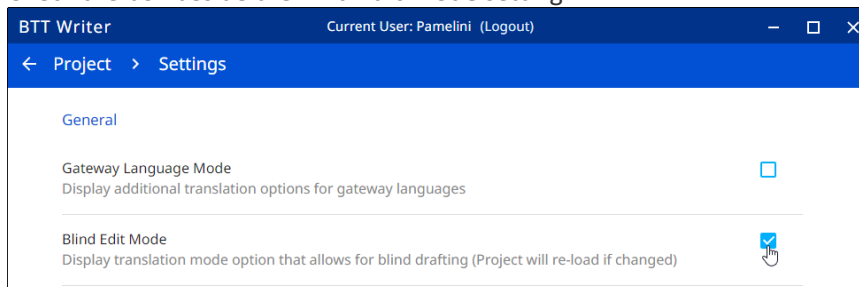 BTT Writer Current User: Pamelini (Logout)
Project > Settings
General
Gateway Language Mode
Display additional translation options for gateway languages
Blind Edit Mode
Display translation mode option that allows for blind drafting (Project will re-load if changed)